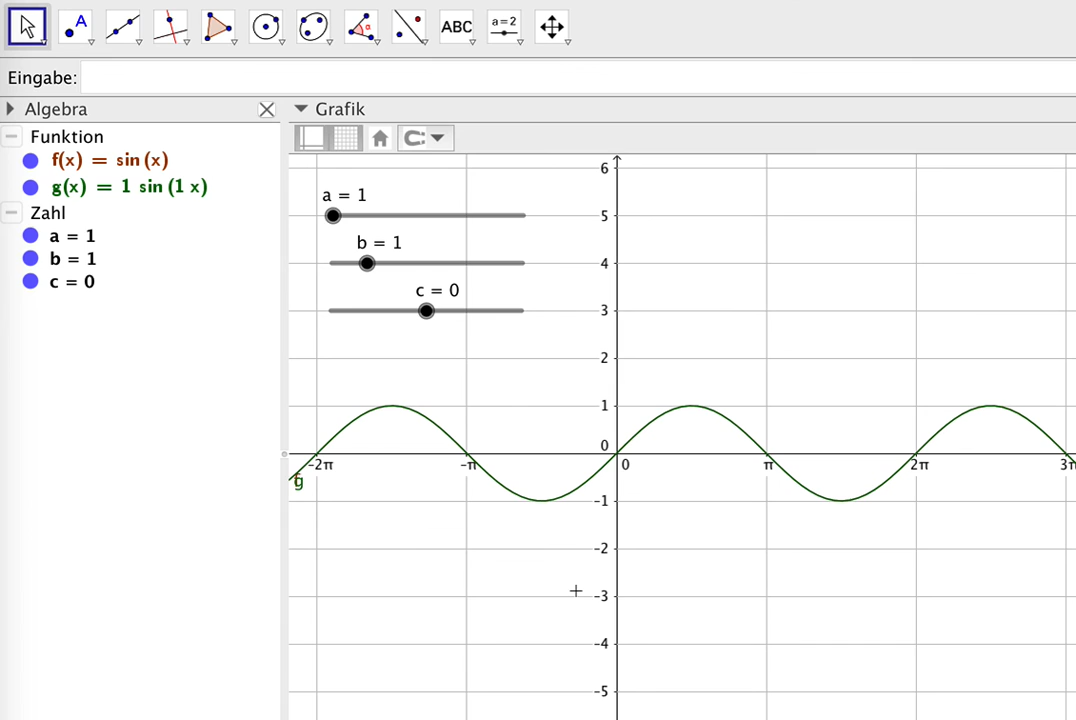 A
α
ABC
a=2
Eingabe:
Algebra
Grafik
Funktion
f(x) = sin (x)
g(x) = 1 sin (1 x)
Zahl
a = 1
b = 1
c = 0
a = 1
b = 1
c = 0
6
5
4
3
2
1
0
-2π
-π
0
π
2π
3π
g
-1
-2
-3
-4
-5